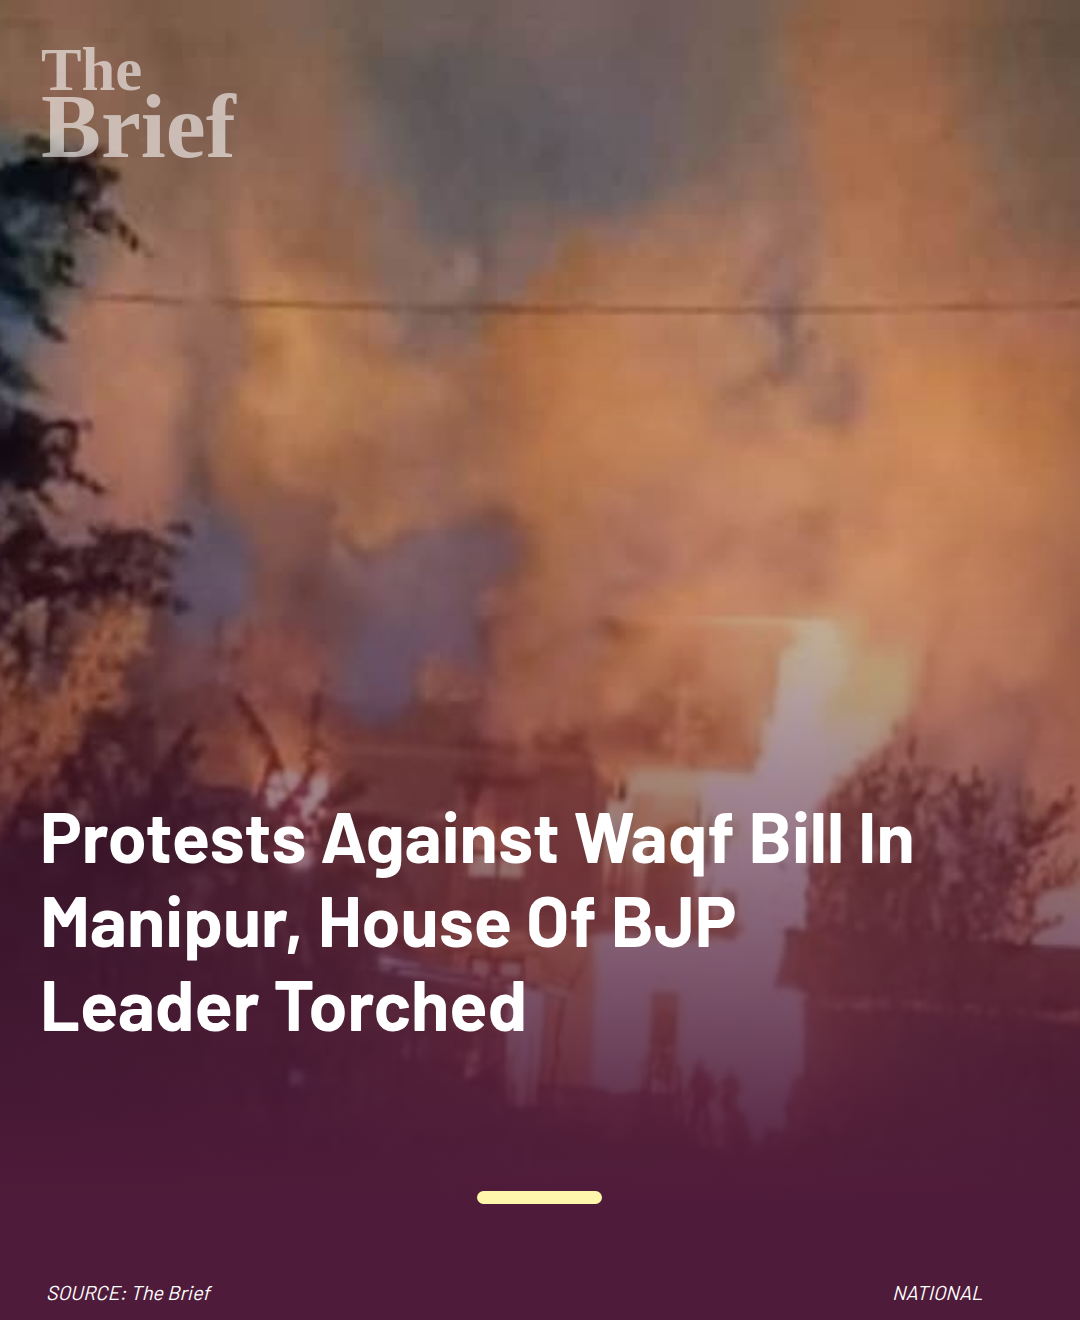 The
Brief
Protests Against Waqf Bill In
Manipur, House Of BJP
Leader Torched
SOURCE: The Brief
NATIONAL